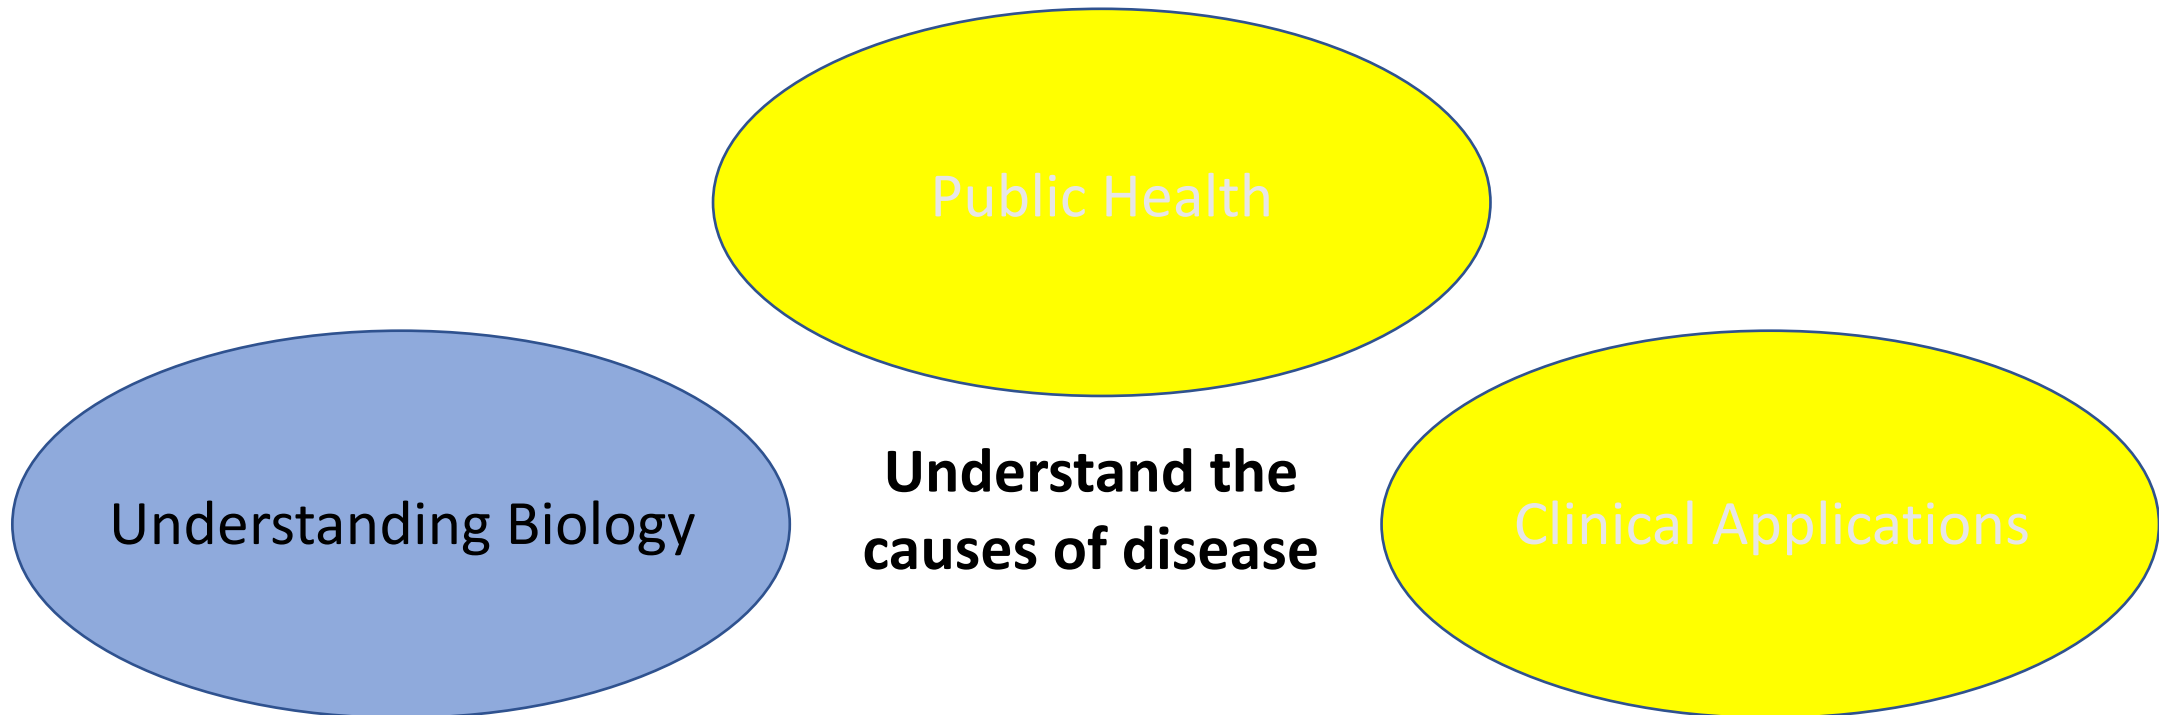 Public Health
Understanding Biology
Understand the
causes of disease
Clinical Applications